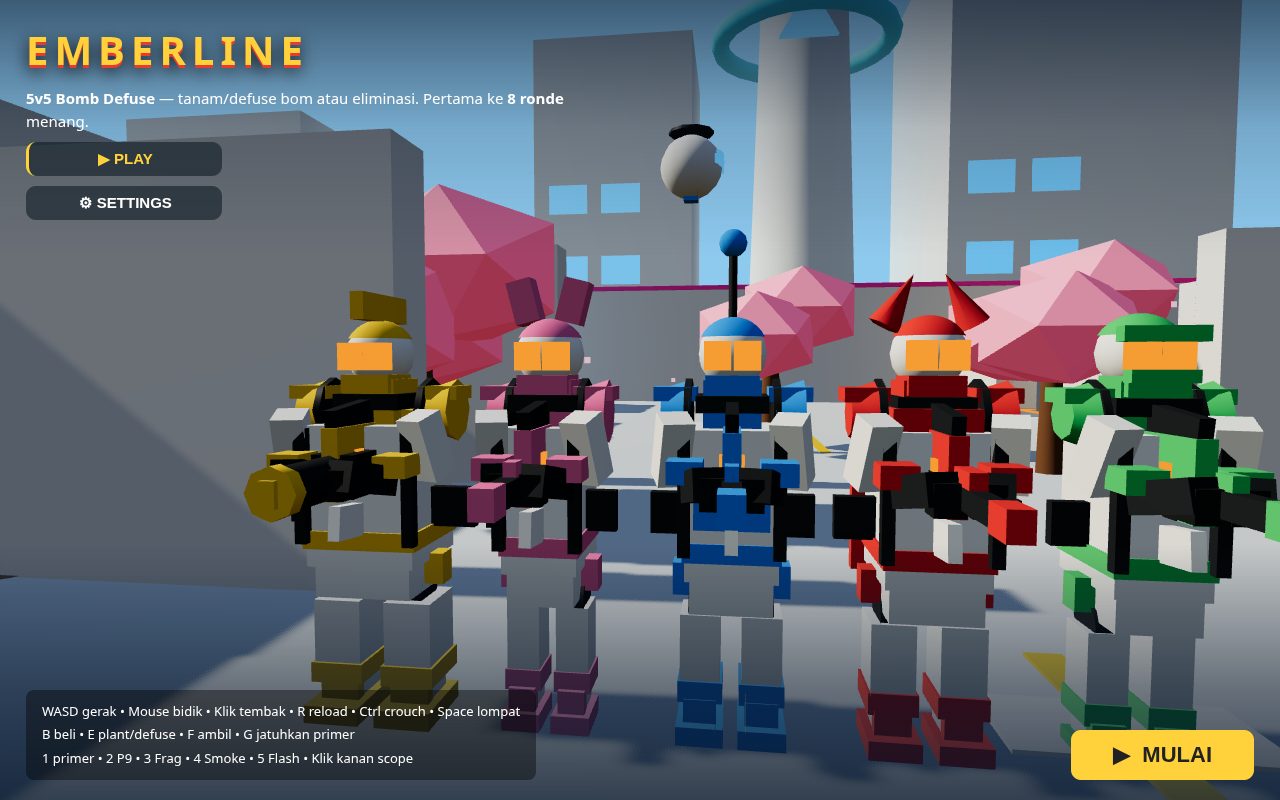 EMBERLINE
5v5 Bomb Defuse — tanam/defuse bom atau eliminasi. Pertama ke 8 ronde
menang.
▶ PLAY
⚙ SETTINGS
WASD gerak • Mouse bidik • Klik tembak • R reload • Ctrl crouch • Space lompat
B beli • E plant/defuse • F ambil • G jatuhkan primer
1 primer • 2 P9 • 3 Frag • 4 Smoke • 5 Flash • Klik kanan scope
▶ MULAI